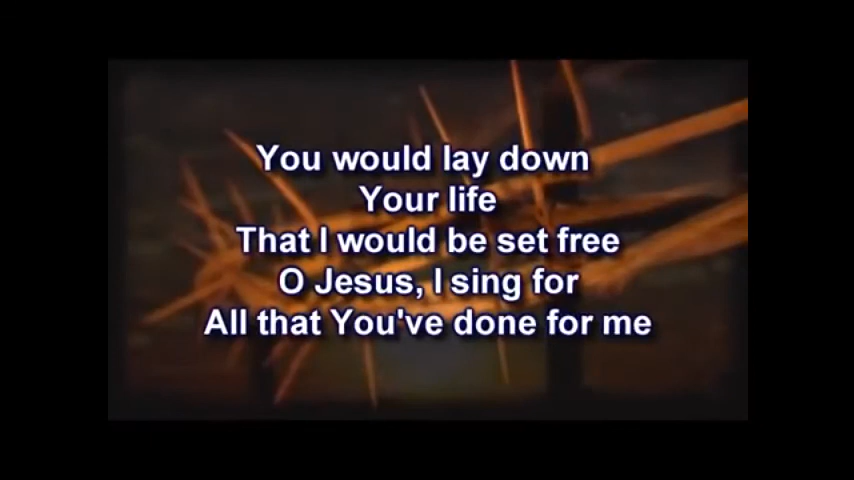 You would lay down
Your life
That I would be set free
O Jesus, I sing for
All that You've done for me